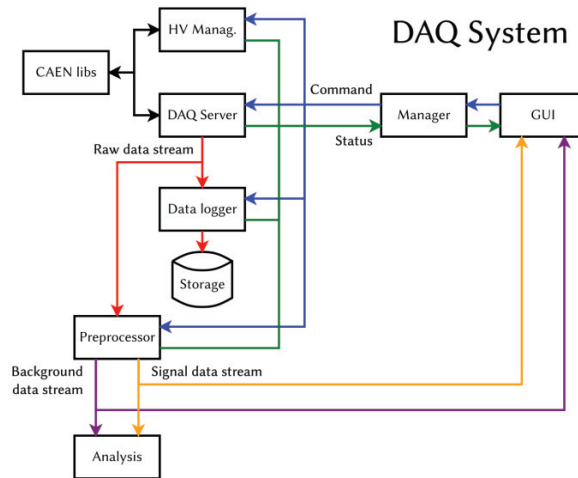 DAQ System
HV Manag.
CAEN libs
Command
DAQ Server
Manager
GUI
Status
Raw data stream
Data logger
Storage
Preprocessor
Background
data stream
Signal data stream
Analysis